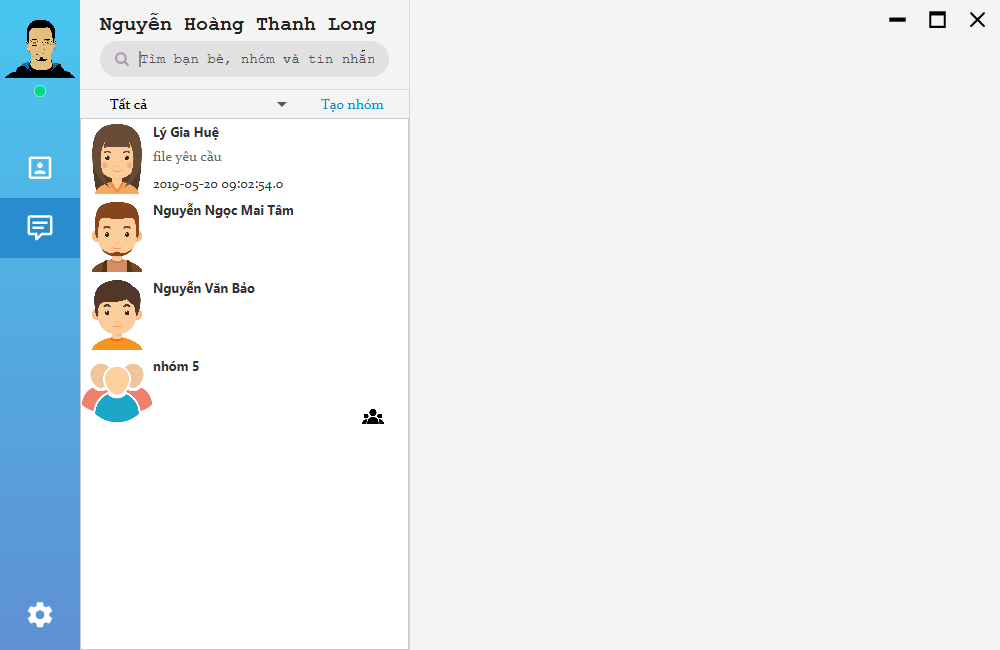 Nguyễn Hoàng Thanh Long
Tìm bạn bè, nhóm và tin nhắn
Tất cả
Tạo nhóm
Lý Gia Huệ
file yêu cầu
2019-05-20 09:02:54.0
Nguyễn Ngọc Mai Tâm
Nguyễn Văn Bảo
nhóm 5